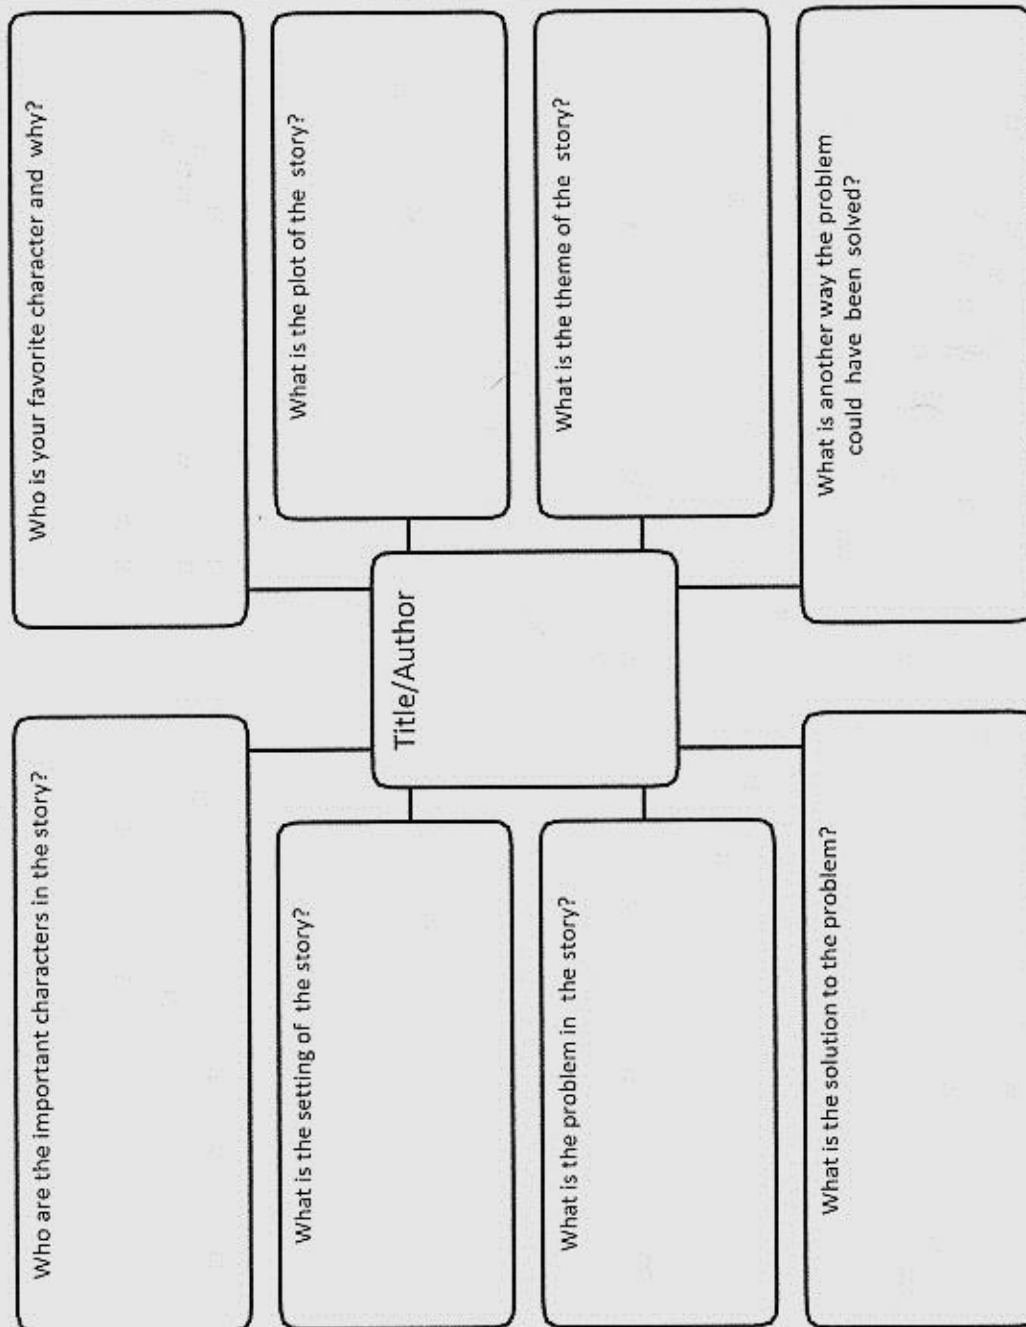 Who are the important characters in the story?
Who is your favorite character and why?
What is the setting of the story?
What is the plot of the story?
Title/Author
What is the problem in the story?
What is the theme of the story?
What is the solution to the problem?
What is another way the problem
could have been solved?